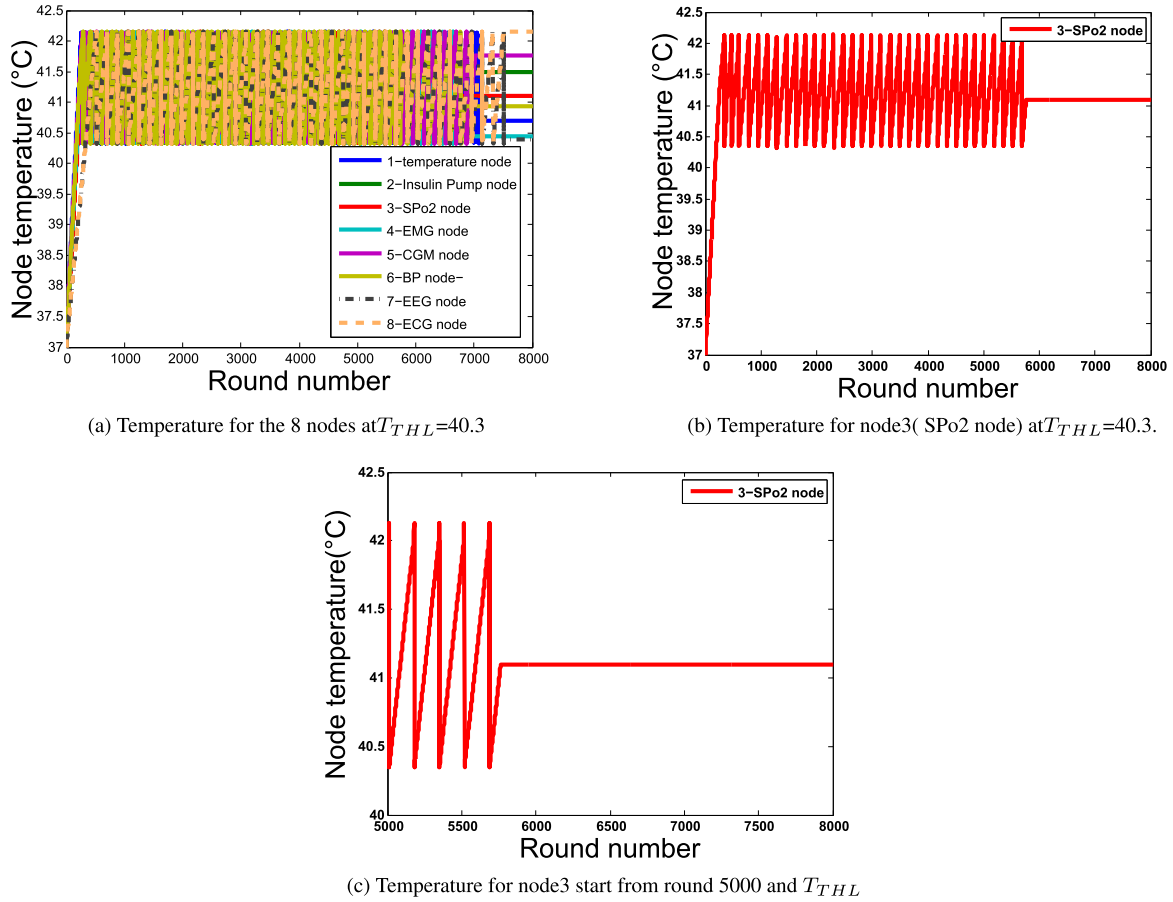 42.5
42
41.5
41
40.5
40
39.5
39
38.5
38
37.5
37
Node temperature (°C)
0 1000 2000 3000 4000 5000 6000 7000 8000
Round number
1−temperature node
2−Insulin Pump node
3−SPo2 node
4−EMG node
5−CGM node
6−BP node−
7−EEG node
8−ECG node
(a) Temperature for the 8 nodes atT_THL=40.3
42.5
42
41.5
41
40.5
40
39.5
39
38.5
38
37.5
37
Node temperature (°C)
0 1000 2000 3000 4000 5000 6000 7000 8000
Round number
3−SPo2 node
(b) Temperature for node3( SPo2 node) atT_THL=40.3.
42.5
42
41.5
41
40.5
40
Node temperature(°C)
5000 5500 6000 6500 7000 7500 8000
Round number
3−SPo2 node
(c) Temperature for node3 start from round 5000 and T_THL